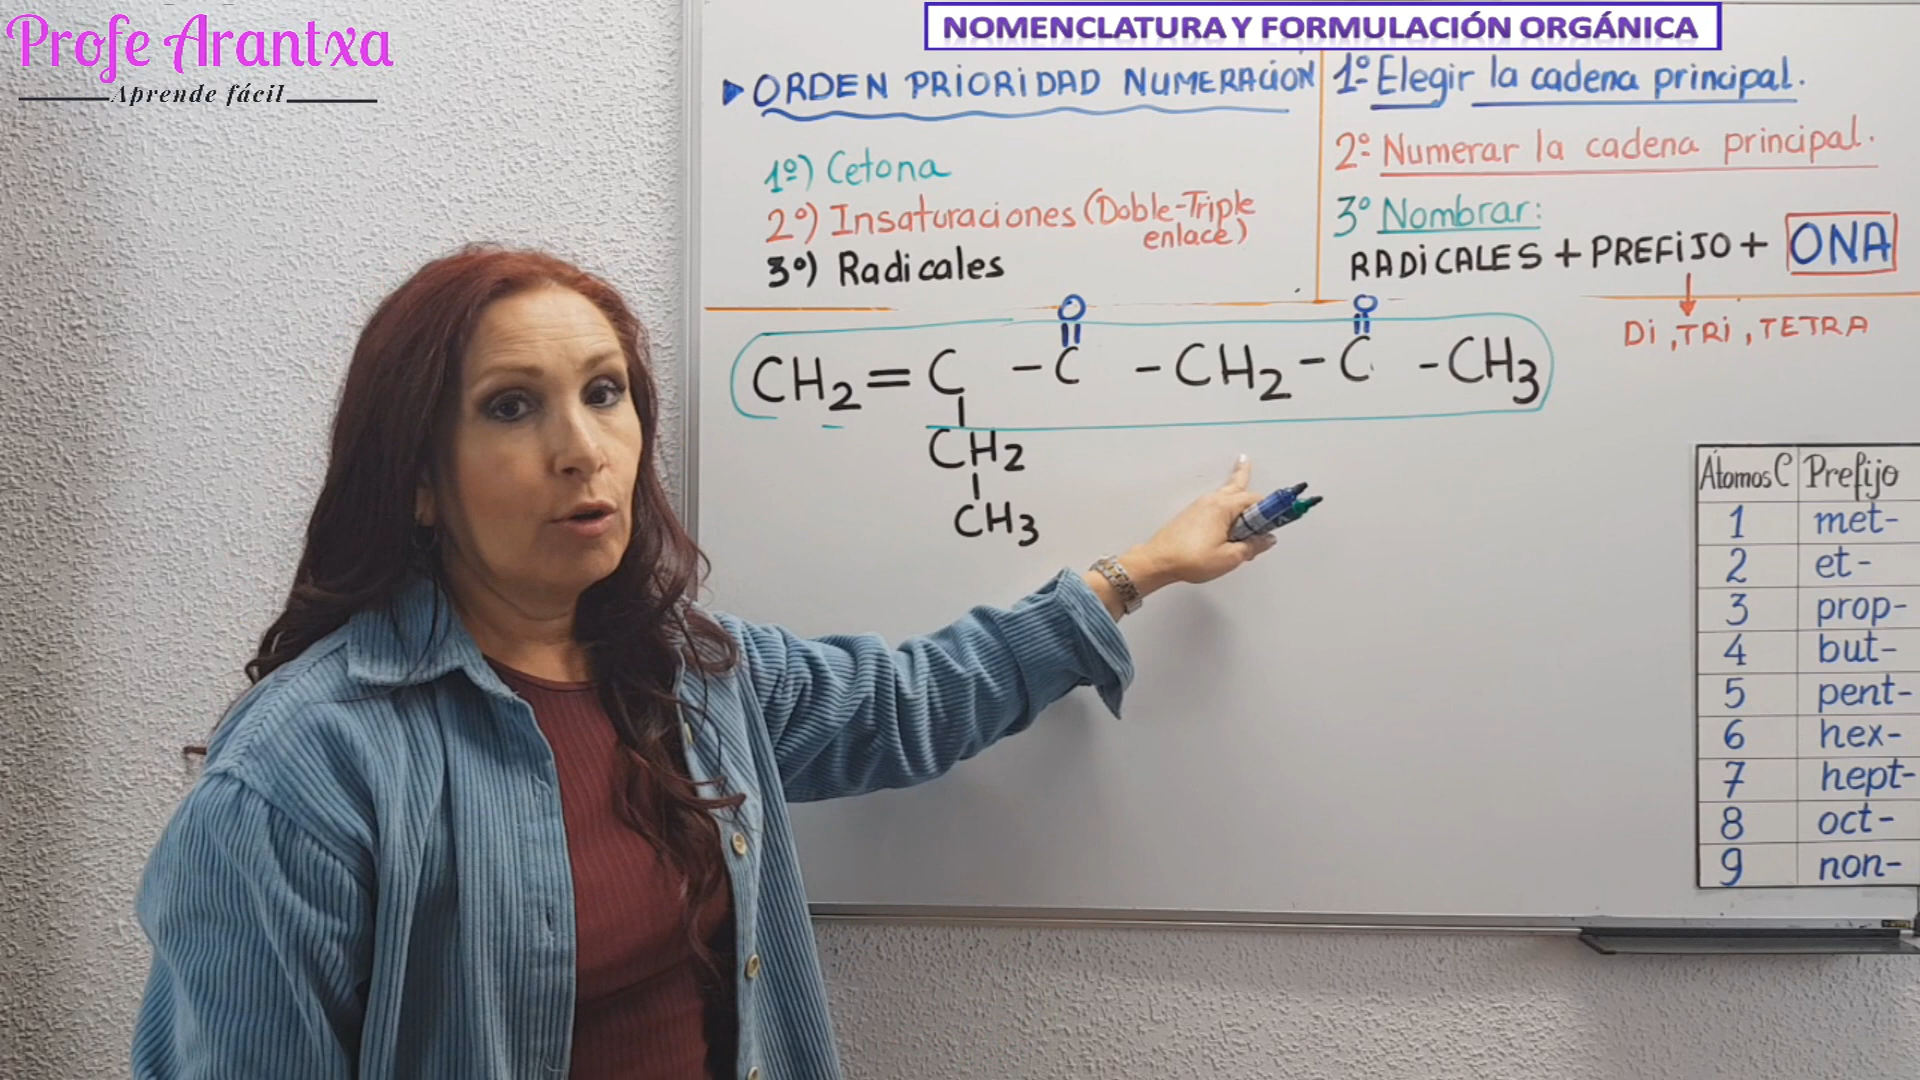 Profe Arantxa
Aprende fácil
NOMENCLATURA Y FORMULACIÓN ORGÁNICA
ORDEN PRIORIDAD NUMERACIÓN
1º) Cetona
2º) Insaturaciones (Doble-Triple
enlace)
3º) Radicales
1º Elegir la cadena principal.
2º Numerar la cadena principal.
3º Nombrar:
RADICALES + PREFIJO + ONA
DI, TRI, TETRA
O O
CH2 = C - C - CH2 - C - CH3
CH2
CH3
Átomos C Prefijo
1 met-
2 et-
3 prop-
4 but-
5 pent-
6 hex-
7 hept-
8 oct-
9 non-